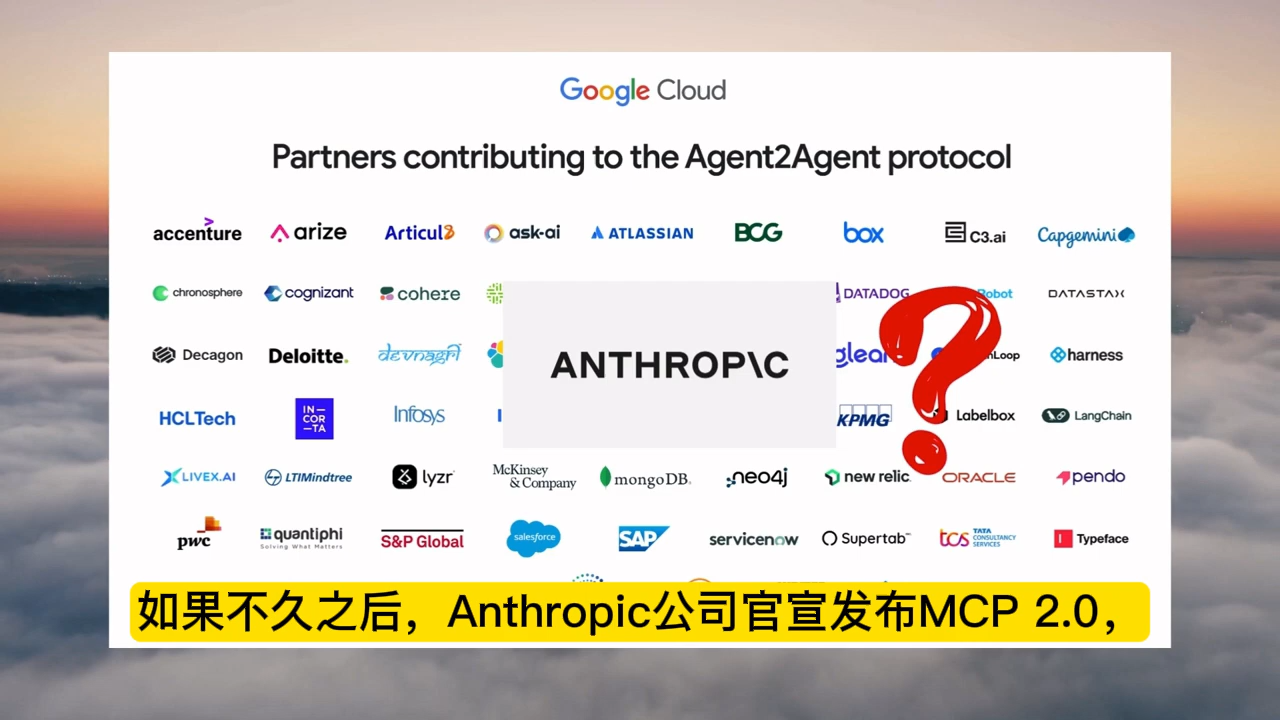 Google Cloud
Partners contributing to the Agent2Agent protocol
accenture arize Articul8 ask-ai ATLASSIAN BCG box C3.ai Capgemini
chronosphere cognizant cohere DATADOG Robot DATASTAX
Decagon Deloitte. devnagri glean Loop harness
ANTHROP\C
HCLTech IN-COR-TA Infosys KPMG Labelbox LangChain
LIVEX.AI LTIMindtree lyzr McKinsey & Company mongoDB. neo4j new relic. ORACLE pendo
pwc quantiphi Solving What Matters S&P Global salesforce SAP servicenow Supertab tcs TATA CONSULTANCY SERVICES Typeface
如果不久之后，Anthropic公司官宣发布MCP 2.0，